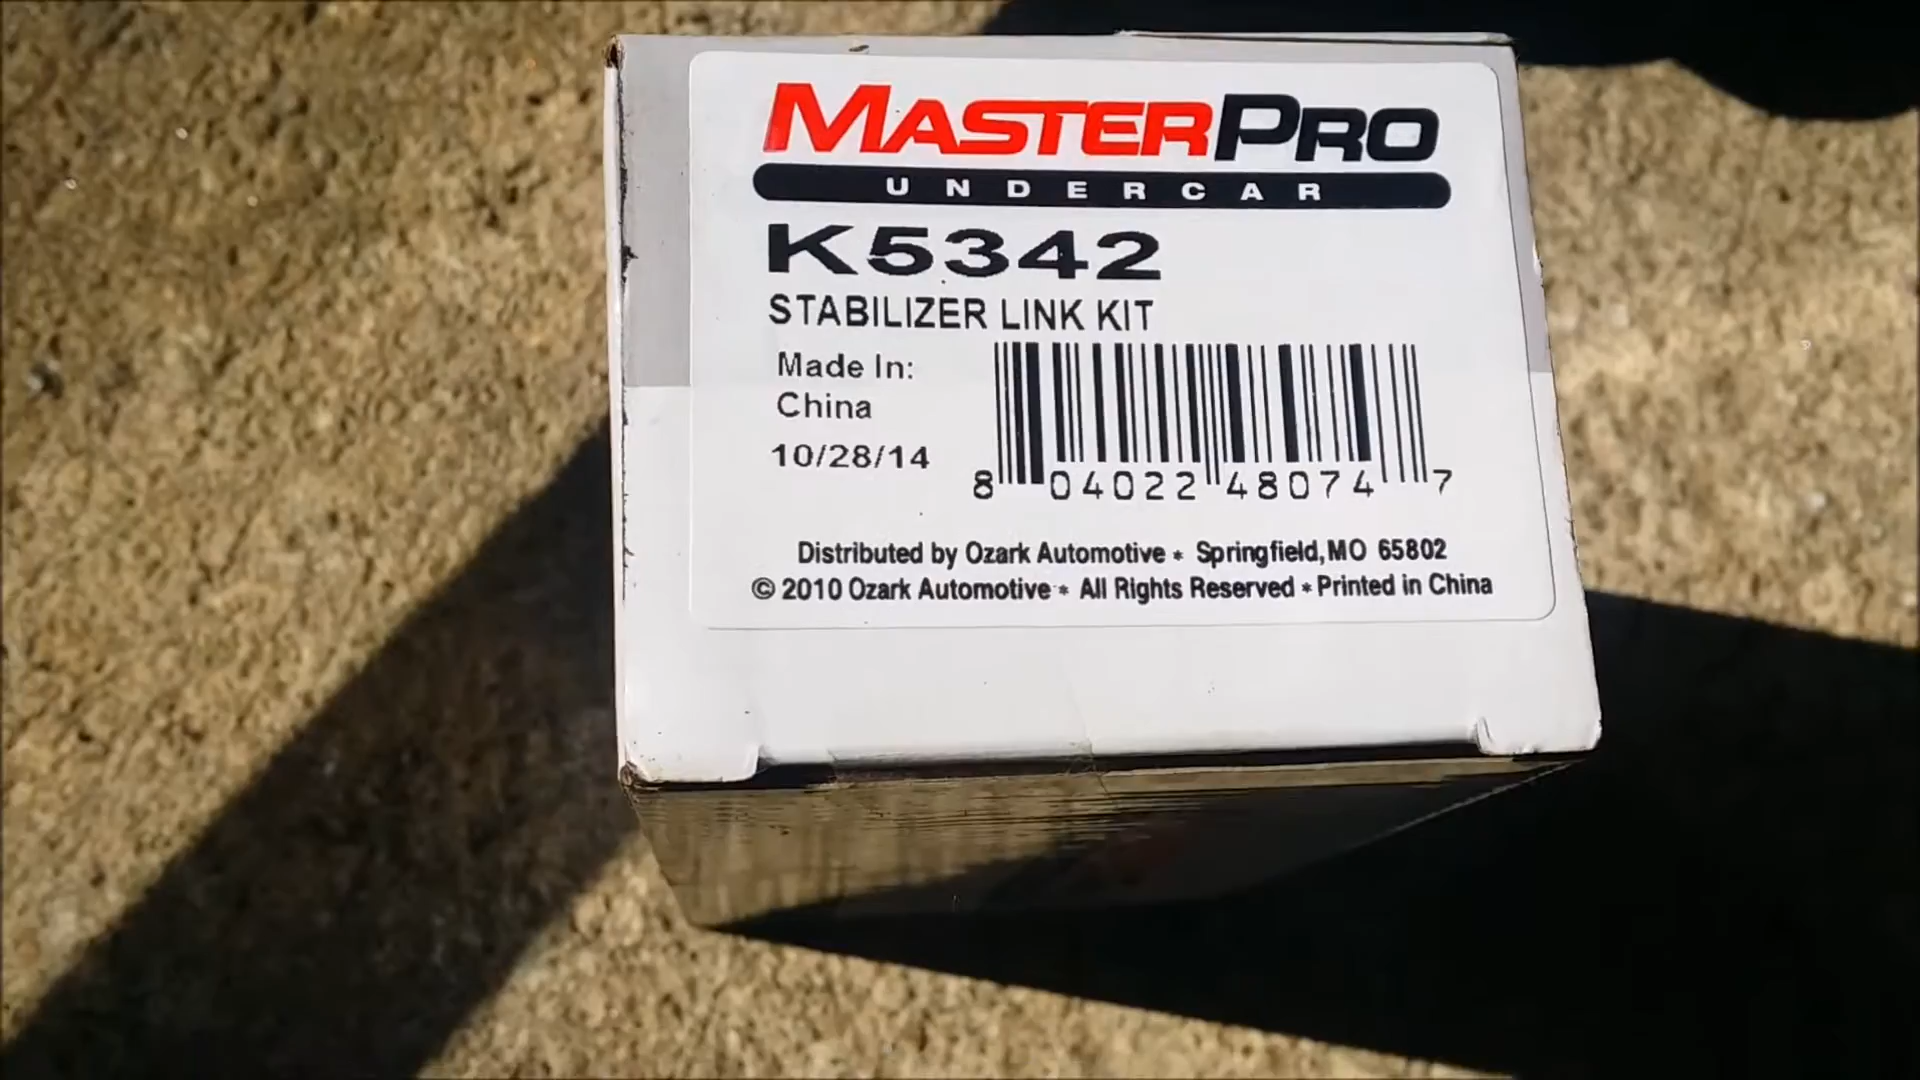 MASTERPRO
UNDERCAR
K5342
STABILIZER LINK KIT
Made In:
China
10/28/14
8 04022 48074 7
Distributed by Ozark Automotive * Springfield, MO 65802
© 2010 Ozark Automotive * All Rights Reserved * Printed in China